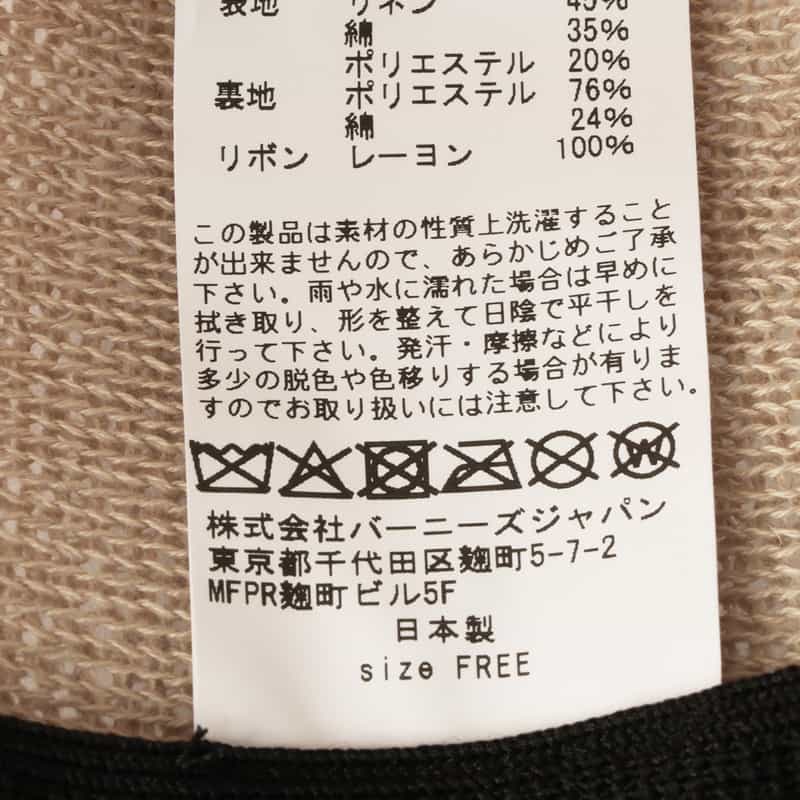 表地 リネン 45%
綿 35%
ポリエステル 20%
裏地 ポリエステル 76%
綿 24%
リボン レーヨン 100%
この製品は素材の性質上洗濯すること
が出来ませんので、あらかじめご了承
下さい。雨や水に濡れた場合は早めに
拭き取り、形を整えて日陰で平干しを
行って下さい。発汗・摩擦などにより
多少の脱色や色移りする場合が有りま
すのでお取り扱いには注意して下さい。
W
株式会社バーニーズジャパン
東京都千代田区麹町5-7-2
MFPR麹町ビル5F
日本製
size FREE